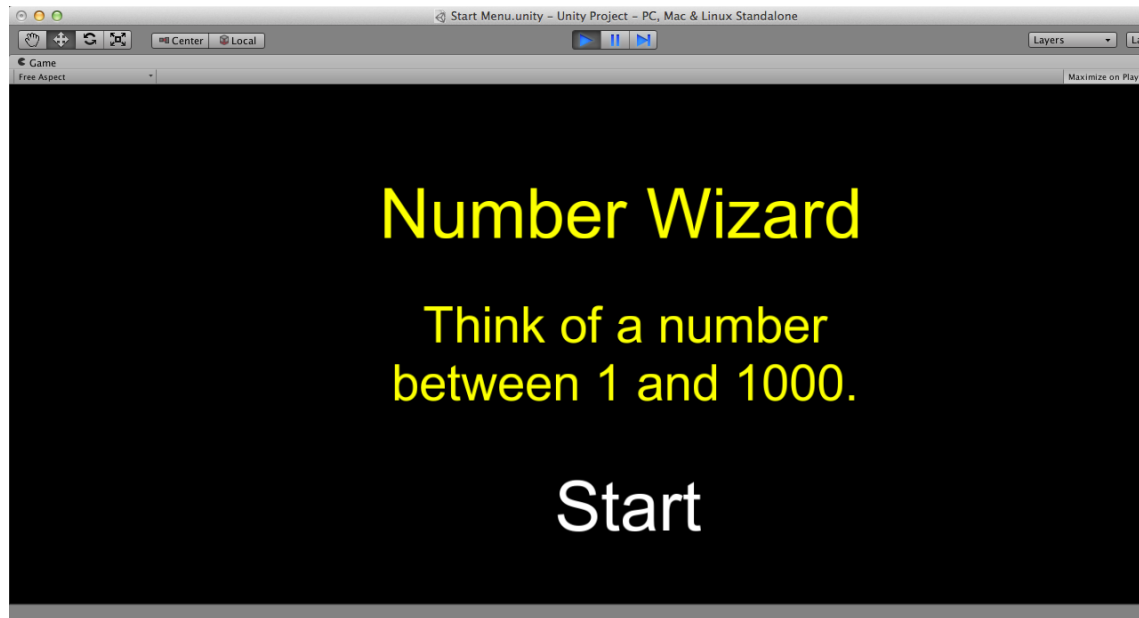 Start Menu.unity – Unity Project – PC, Mac & Linux Standalone
Center Local Layers
Game
Free Aspect Maximize on Play
Number Wizard
Think of a number
between 1 and 1000.
Start